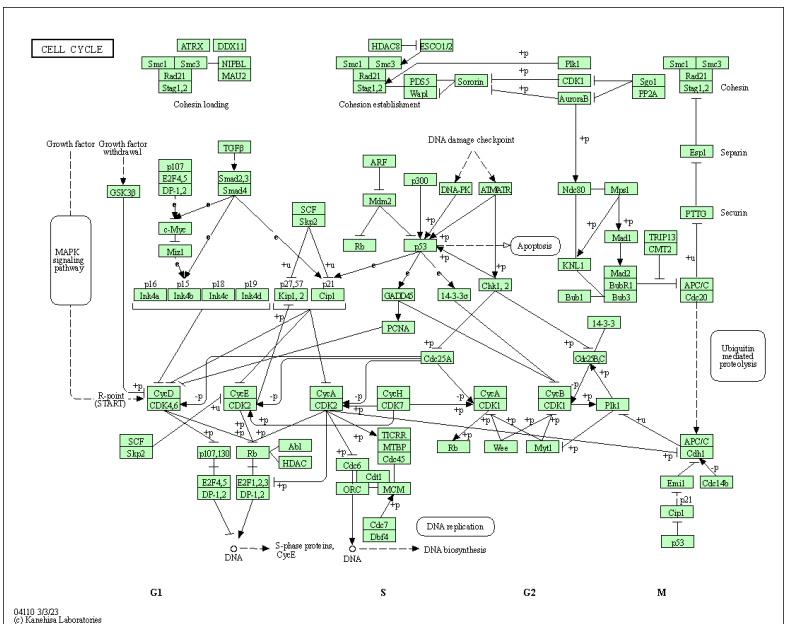 CELL CYCLE
ATRX DDX11
Smc1 Smc3 NIPBL
Rad21 MAU2
Stag1,2
Cohesin loading
HDAC8 ESCO1/2
Smc1 Smc3
Rad21
Stag1,2
PDS5
Wapl
Sororin
Cohesion establishment
+p
Plk1
CDK1
AuroraB
Sgo1
PP2A
+p
Smc1 Smc3
Rad21
Stag1,2
Cohesin
Esp1
Separin
PTTG
Securin
Growth factor
Growth factor
withdrawal
GSK3β
p107
E2F4,5
DP-1,2
TGFβ
Smad2,3
Smad4
e
e
e
c-Myc
Miz1
SCF
Skp2
+u
+u
ARF
Mdm2
Rb
p300
DNA damage checkpoint
DNA-PK
ATM/ATR
+p
+p
+p
+p
p53
Apoptosis
Ndc80
Mps1
+p
+p
+p
KNL1
Mad1
Mad2
BubR1
Bub3
Bub1
TRIP13
CMT2
APC/C
Cdc20
MAPK
signaling
pathway
p16 p15 p18 p19
Ink4a Ink4b Ink4c Ink4d
p27,57 p21
Kip1, 2 Cip1
+p
e
e
e
GADD45
14-3-3σ
Chk1, 2
PCNA
+p
+p
Cdc25A
14-3-3
Cdc25B,C
+p
Ubiquitin
mediated
proteolysis
R-point
(START)
+p
CycD
CDK4,6
+u
-p
CycE
CDK2
-p
CycA
CDK2
+p
+p
CycH
CDK7
-p
CycA
CDK1
-p
CycB
CDK1
Plk1
+u
SCF
Skp2
+p
+p
+p
p107,130
Rb
Abl
HDAC
E2F4,5
DP-1,2
E2F1,2,3
DP-1,2
+p
+p
TICRR
MTBP
Cdc45
Cdc6
Cdt1
ORC
MCM
+p
Cdc7
Dbf4
+p
Rb
Wee
+p
Myt1
+p
+p
APC/C
Cdh1
Emi1
-p
Cdc14b
p21
Cip1
p53
DNA replication
DNA
S-phase proteins,
CycE
DNA
DNA biosynthesis
G1 S G2 M
04110 3/3/23
(c) Kanehisa Laboratories